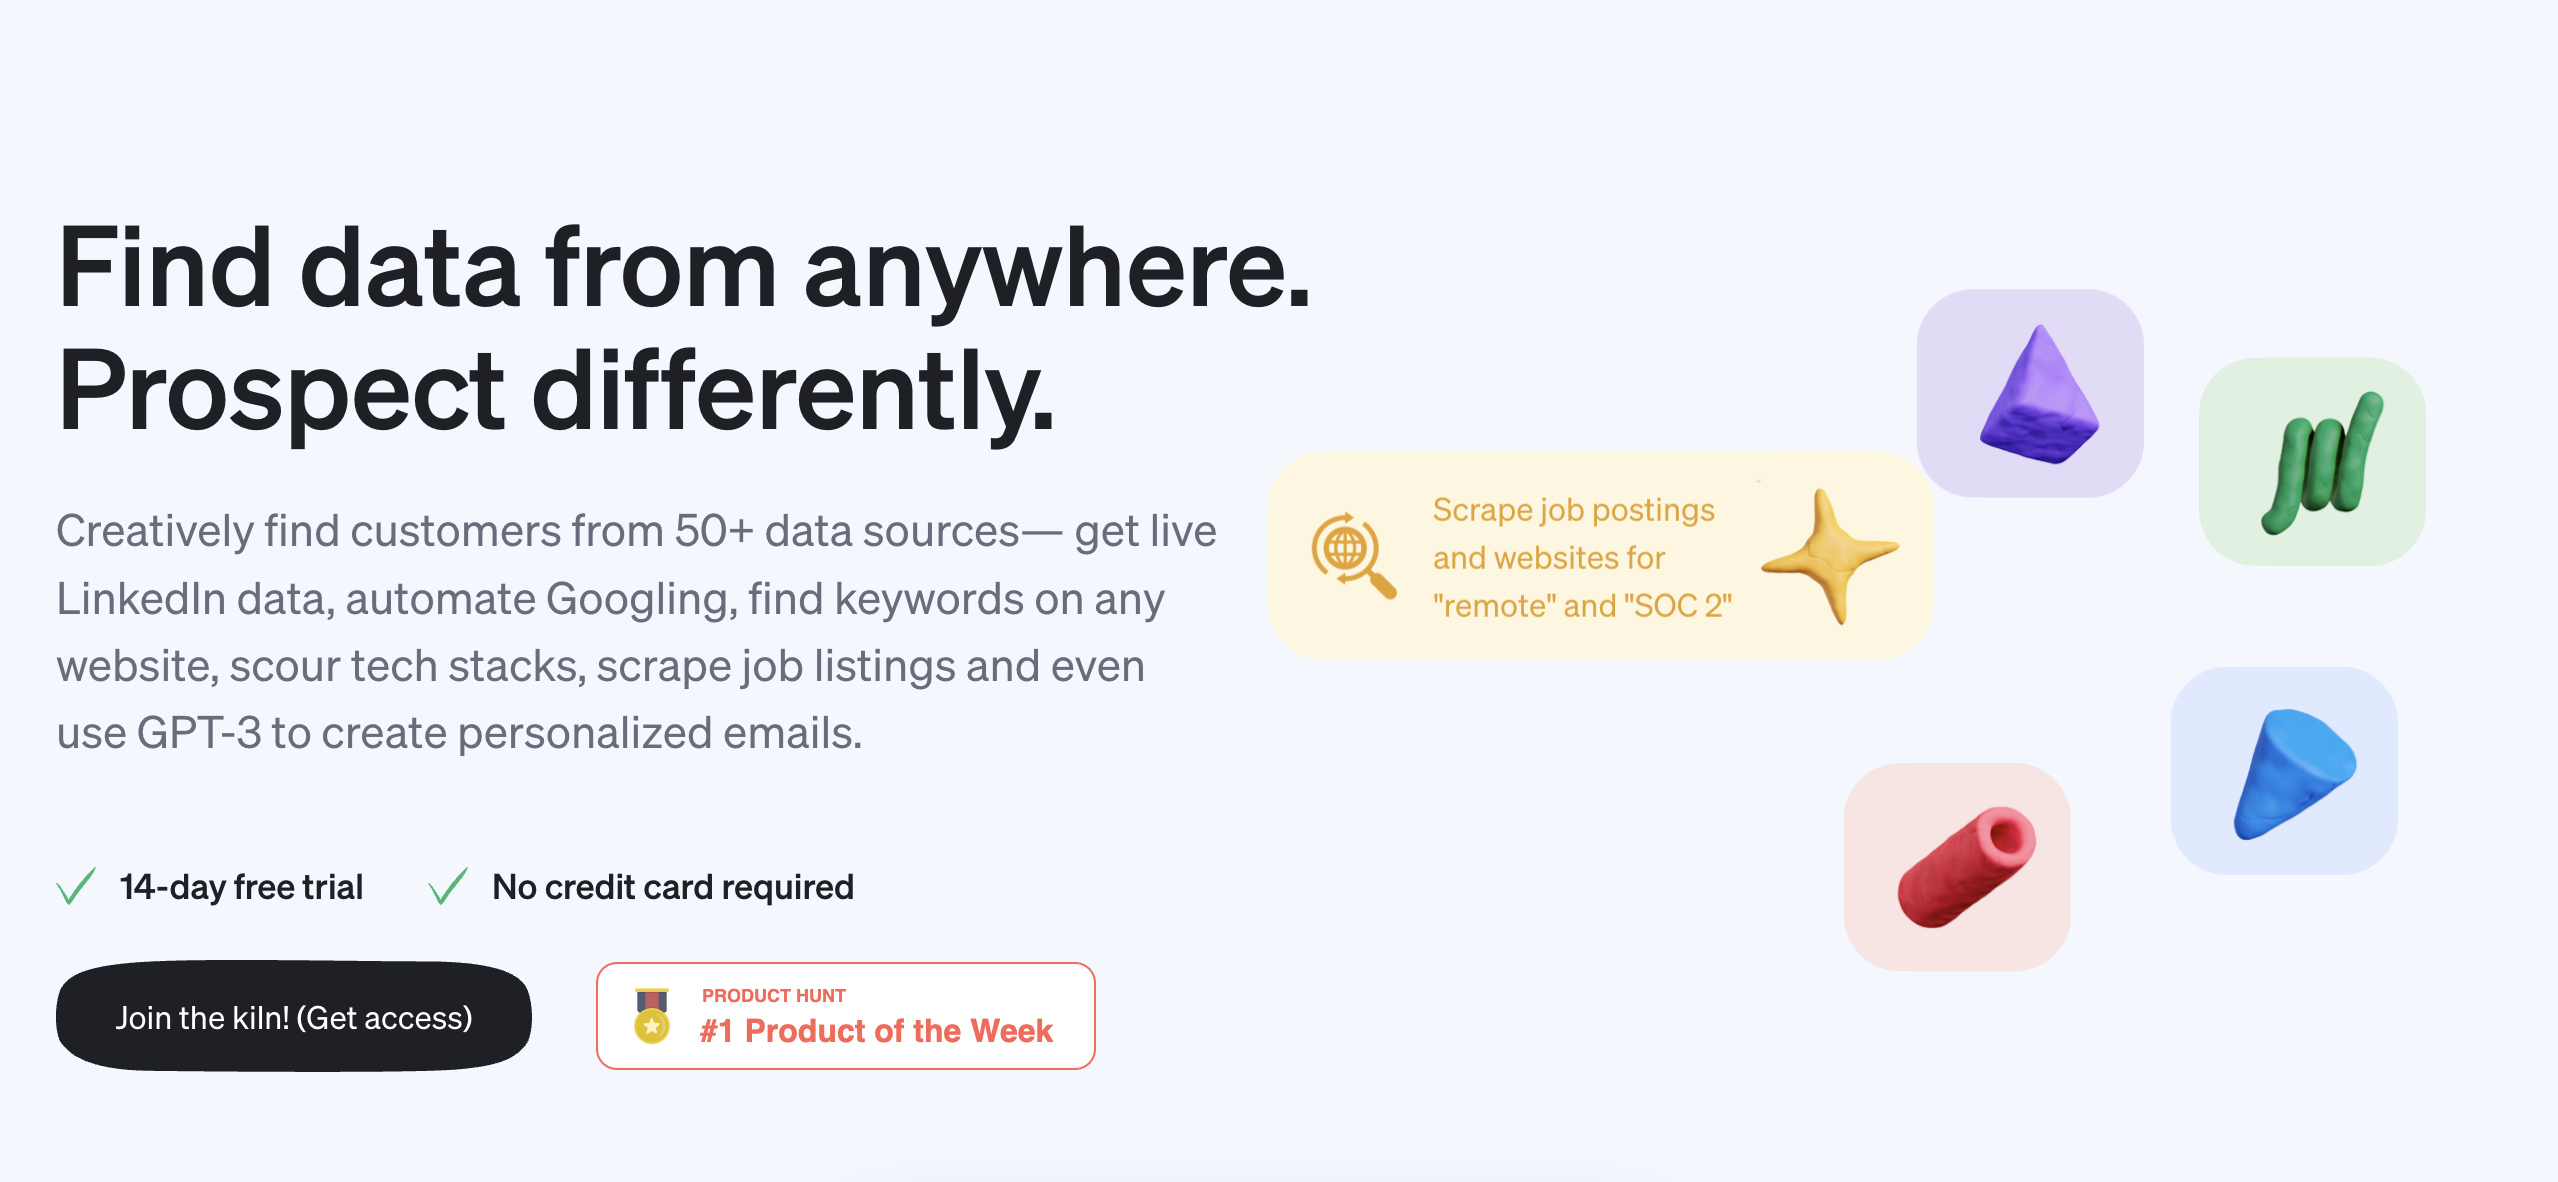 Find data from anywhere.
Prospect differently.
Creatively find customers from 50+ data sources— get live
LinkedIn data, automate Googling, find keywords on any
website, scour tech stacks, scrape job listings and even
use GPT-3 to create personalized emails.
14-day free trial
No credit card required
Join the kiln! (Get access)
PRODUCT HUNT
#1 Product of the Week
Scrape job postings
and websites for
"remote" and "SOC 2"